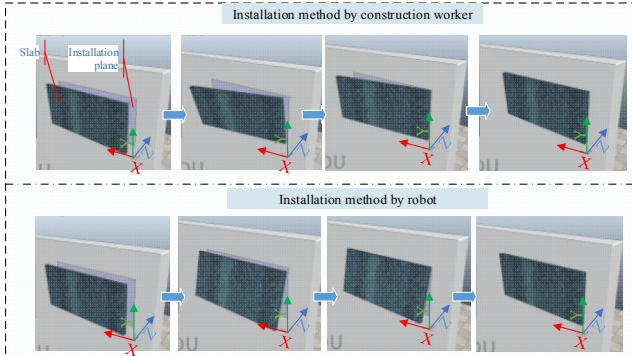 Installation method by construction worker
Slab
Installation
plane
Y
Z
X
Y
Z
X
Y
Z
X
Y
Z
X
Installation method by robot
Y
Z
X
Y
Z
X
Y
Z
X
Y
Z
X